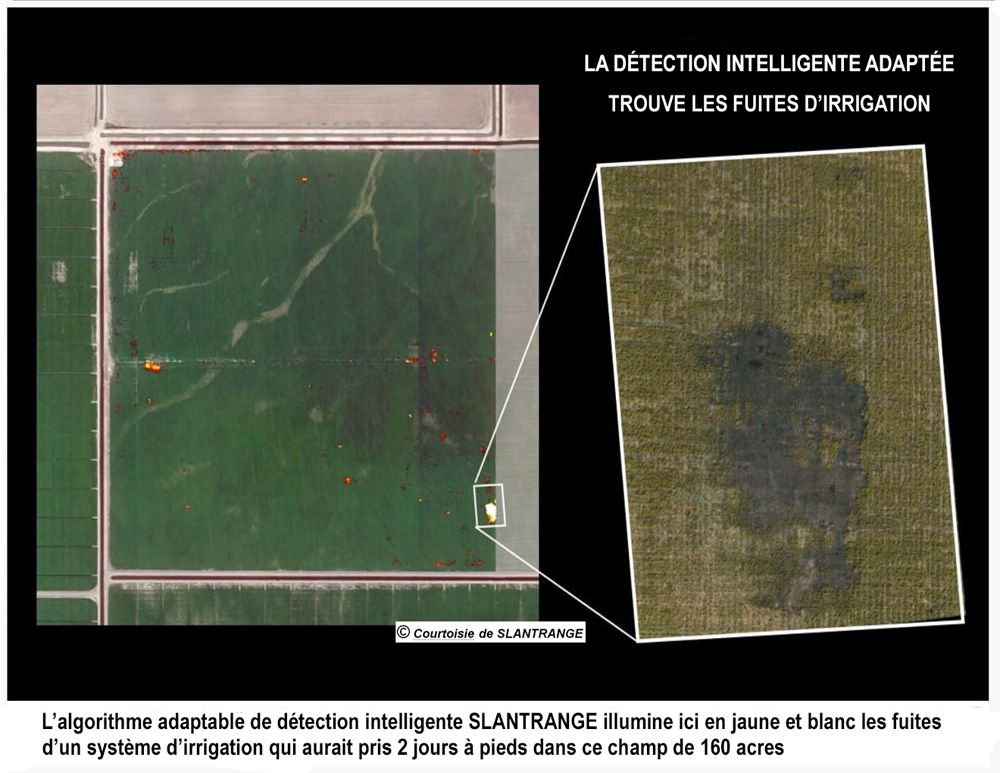 LA DÉTECTION INTELLIGENTE ADAPTÉE
TROUVE LES FUITES D'IRRIGATION
© Courtoisie de SLANTRANGE
L'algorithme adaptable de détection intelligente SLANTRANGE illumine ici en jaune et blanc les fuites
d'un système d'irrigation qui aurait pris 2 jours à pieds dans ce champ de 160 acres